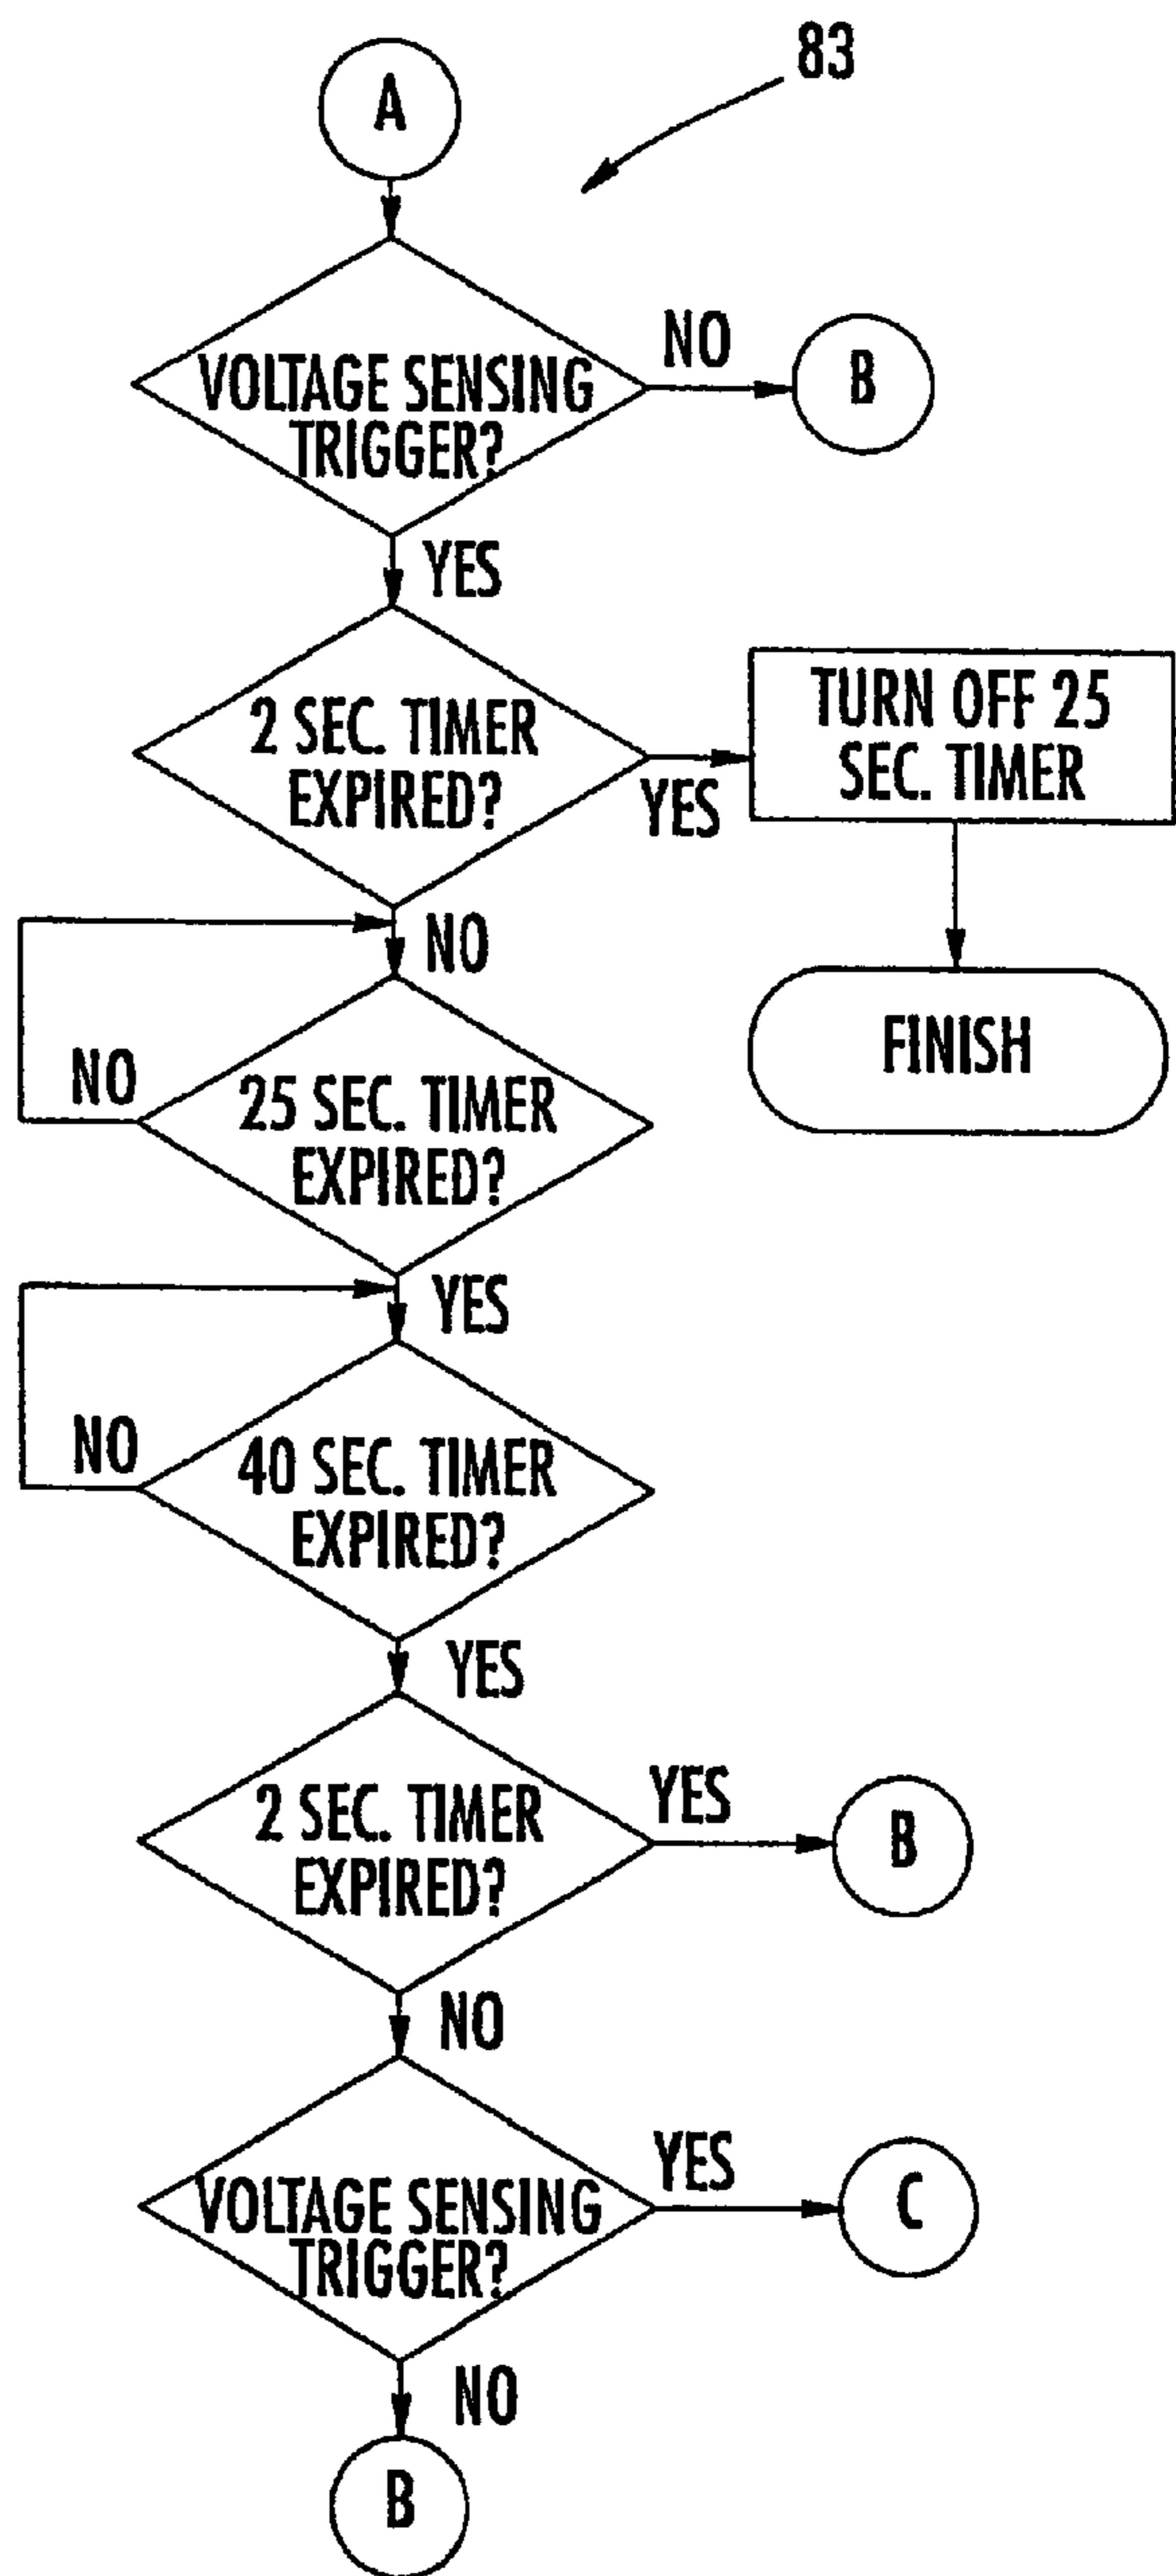 83
A
VOLTAGE SENSING
TRIGGER?
NO
B
YES
2 SEC. TIMER
EXPIRED?
YES
TURN OFF 25
SEC. TIMER
NO
FINISH
NO
25 SEC. TIMER
EXPIRED?
YES
NO
40 SEC. TIMER
EXPIRED?
YES
2 SEC. TIMER
EXPIRED?
YES
B
NO
VOLTAGE SENSING
TRIGGER?
YES
C
NO
B